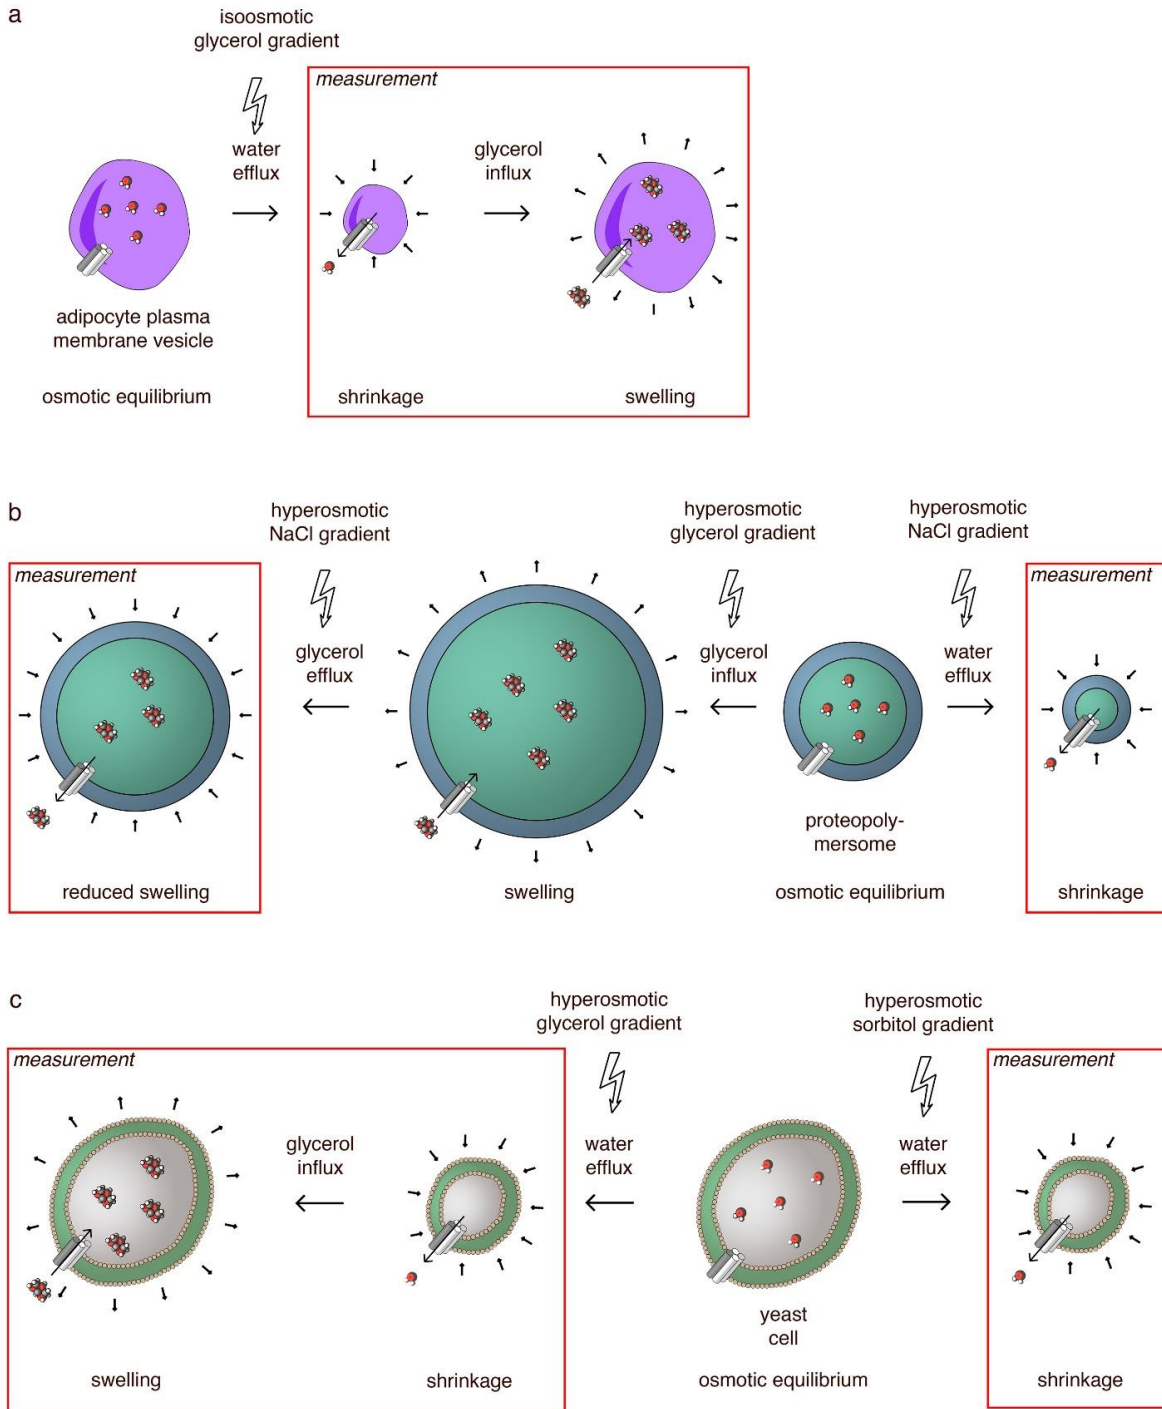 a
isoosmotic
glycerol gradient
measurement
water
efflux
glycerol
influx
adipocyte plasma
membrane vesicle
osmotic equilibrium
shrinkage
swelling
b
hyperosmotic
NaCl gradient
hyperosmotic
glycerol gradient
hyperosmotic
NaCl gradient
measurement
measurement
glycerol
efflux
glycerol
influx
water
efflux
proteopoly-
mersome
reduced swelling
swelling
osmotic equilibrium
shrinkage
c
hyperosmotic
glycerol gradient
hyperosmotic
sorbitol gradient
measurement
measurement
glycerol
influx
water
efflux
water
efflux
yeast
cell
swelling
shrinkage
osmotic equilibrium
shrinkage